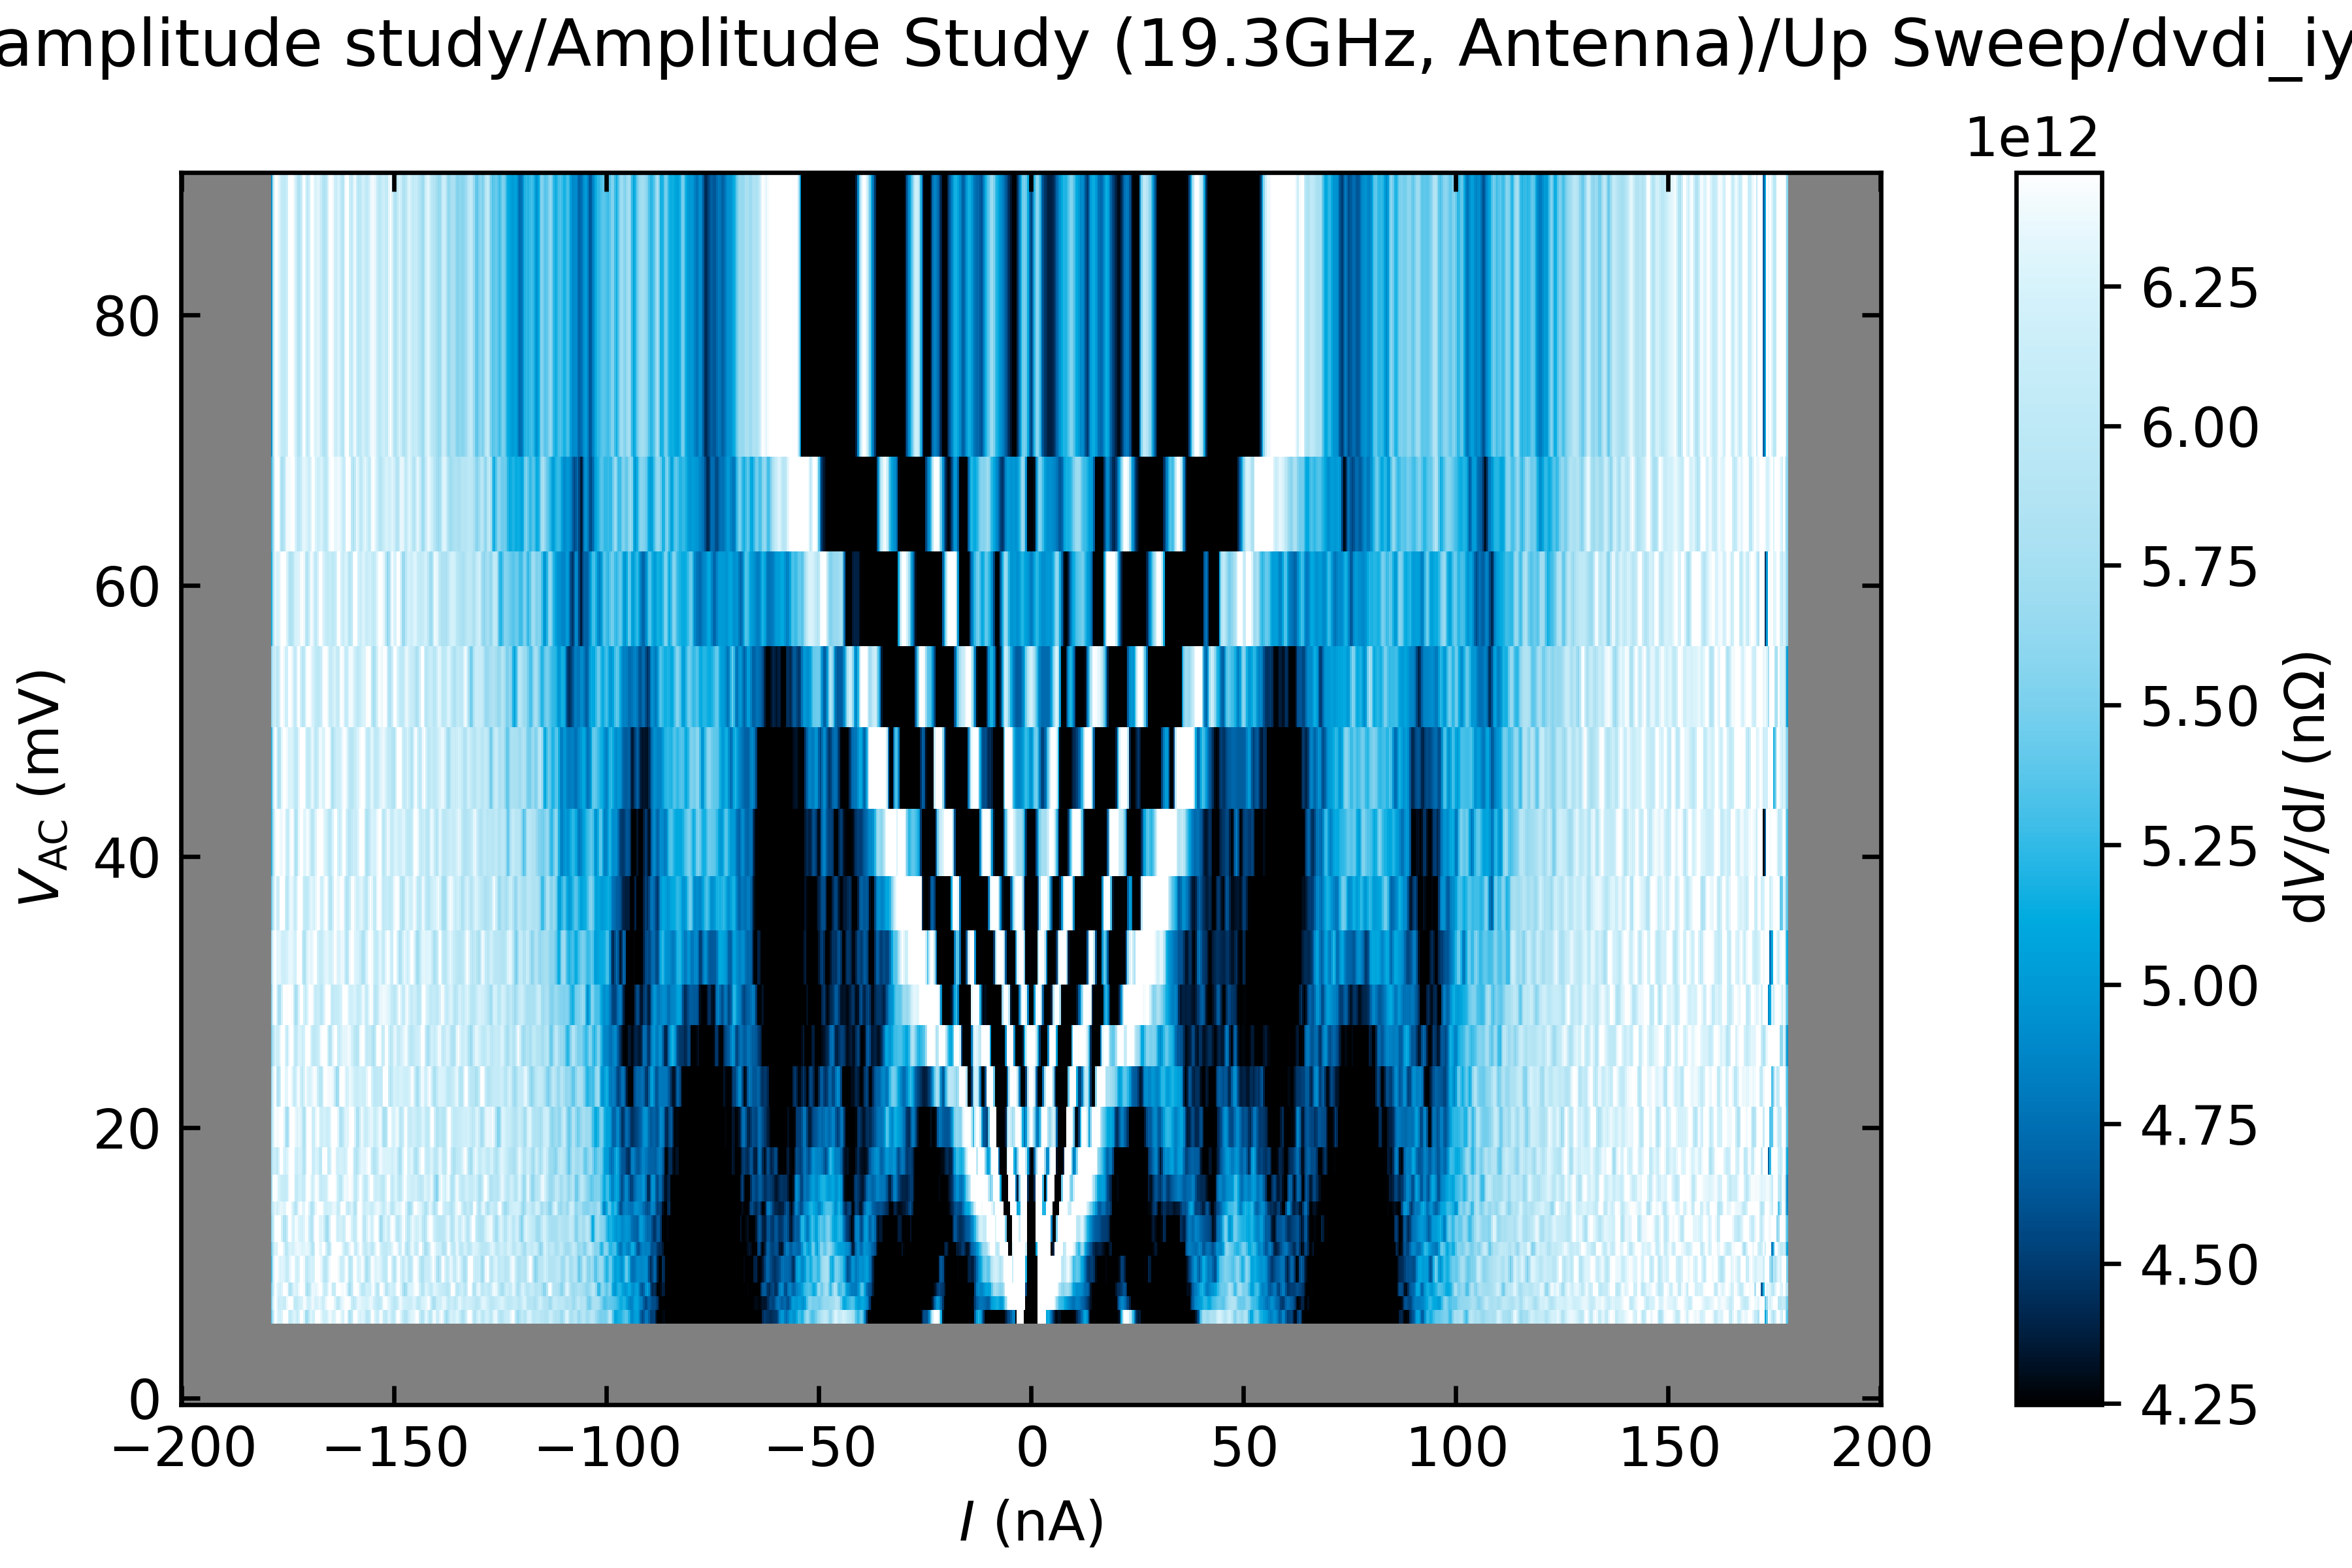 amplitude study/Amplitude Study (19.3GHz, Antenna)/Up Sweep/dvdi_iy
1e12
6.25
6.00
5.75
5.50
5.25
5.00
4.75
4.50
4.25
dV/dI (nΩ)
80
60
40
20
0
V_AC (mV)
−200 −150 −100 −50 0 50 100 150 200
I (nA)